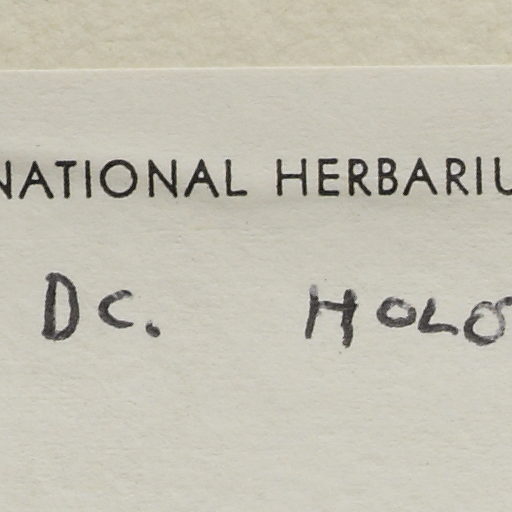 NATIONAL HERBARIU
DC. HOLO